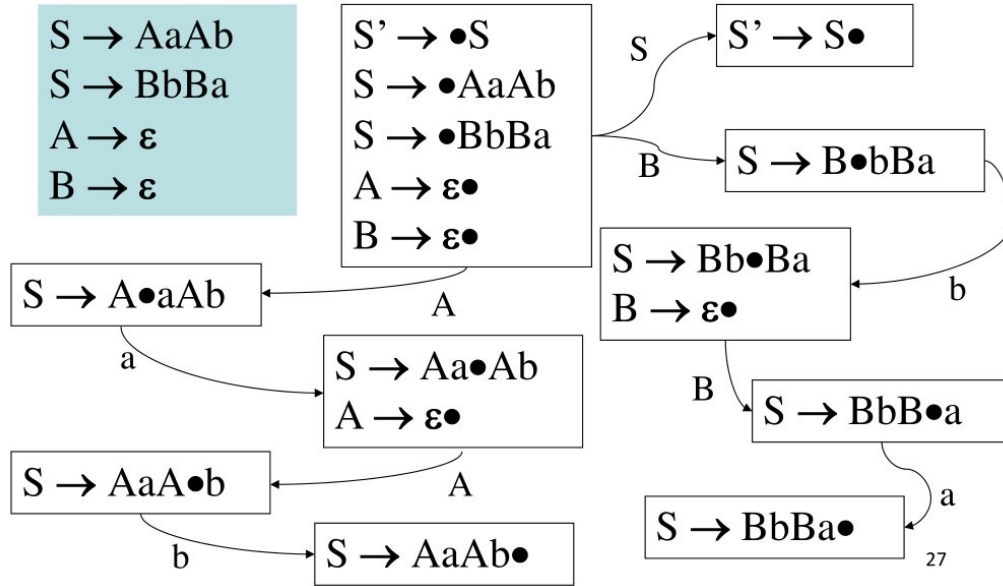 S → AaAb
S → BbBa
A → ε
B → ε
S’ → •S
S → •AaAb
S → •BbBa
A → ε•
B → ε•
S
S’ → S•
B
S → B•bBa
b
S → Bb•Ba
B → ε•
A
S → A•aAb
a
S → Aa•Ab
A → ε•
B
S → BbB•a
A
S → AaA•b
a
b
S → AaAb•
S → BbBa•
27